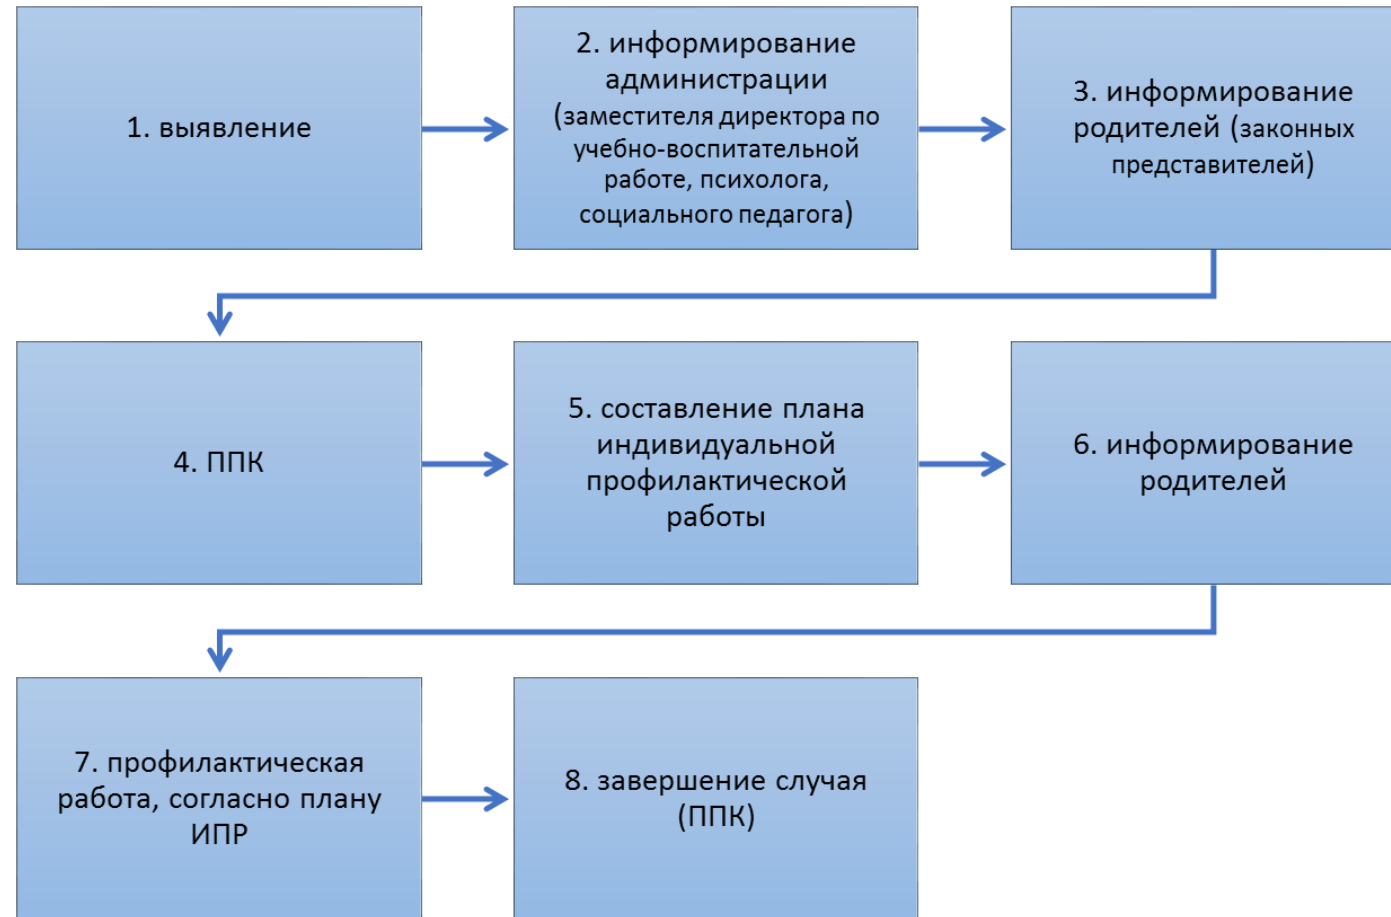 1. выявление
2. информирование
администрации
(заместителя директора по
учебно-воспитательной
работе, психолога,
социального педагога)
3. информирование
родителей (законных
представителей)
4. ППК
5. составление плана
индивидуальной
профилактической
работы
6. информирование
родителей
7. профилактическая
работа, согласно плану
ИПР
8. завершение случая
(ППК)